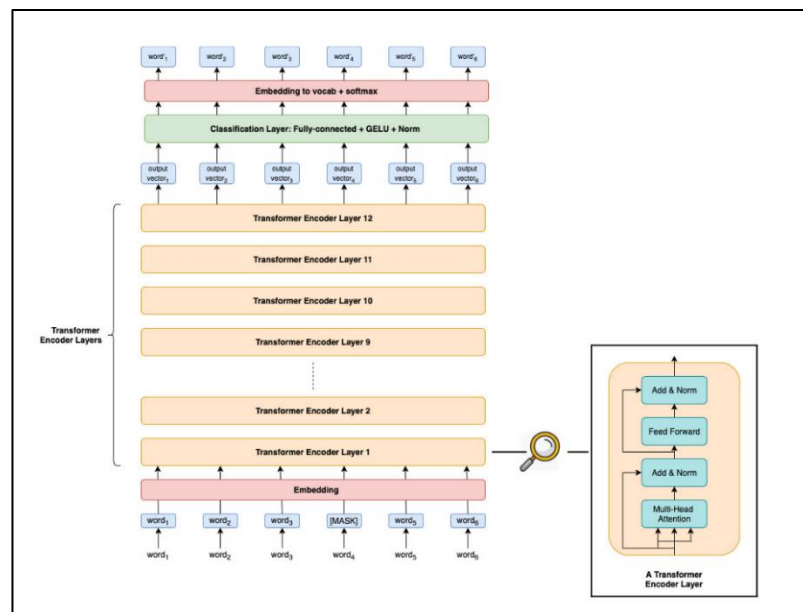 word'₁ word'₂ word'₃ word'₄ word'₅ word'₆
Embedding to vocab + softmax
Classification Layer: Fully-connected + GELU + Norm
output vector₁ output vector₂ output vector₃ output vector₄ output vector₅ output vector₆
Transformer Encoder Layer 12
Transformer Encoder Layer 11
Transformer Encoder Layer 10
Transformer Encoder Layer 9
Transformer
Encoder Layers
Transformer Encoder Layer 2
Transformer Encoder Layer 1
Embedding
word₁ word₂ word₃ [MASK] word₅ word₆
word₁ word₂ word₃ word₄ word₅ word₆
Add & Norm
Feed Forward
Add & Norm
Multi-Head
Attention
A Transformer
Encoder Layer